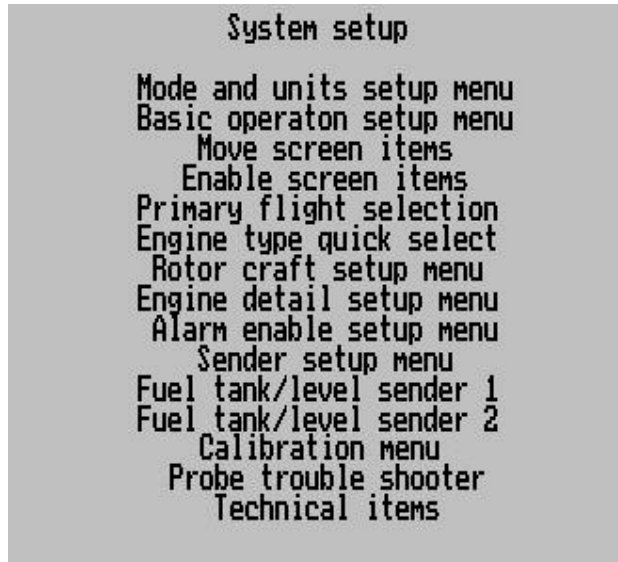 System setup
Mode and units setup menu
Basic operaton setup menu
Move screen items
Enable screen items
Primary flight selection
Engine type quick select
Rotor craft setup menu
Engine detail setup menu
Alarm enable setup menu
Sender setup menu
Fuel tank/level sender 1
Fuel tank/level sender 2
Calibration menu
Probe trouble shooter
Technical items